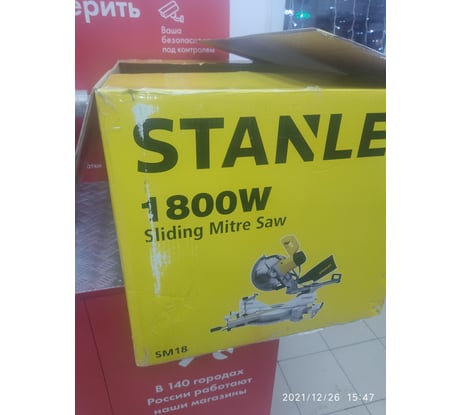 ерить
Ваша
безопасность
под контролем
STANLE
1800W
Sliding Mitre Saw
SM18
В 140 городах
России работают
наши магазины
2021/12/26 15:47